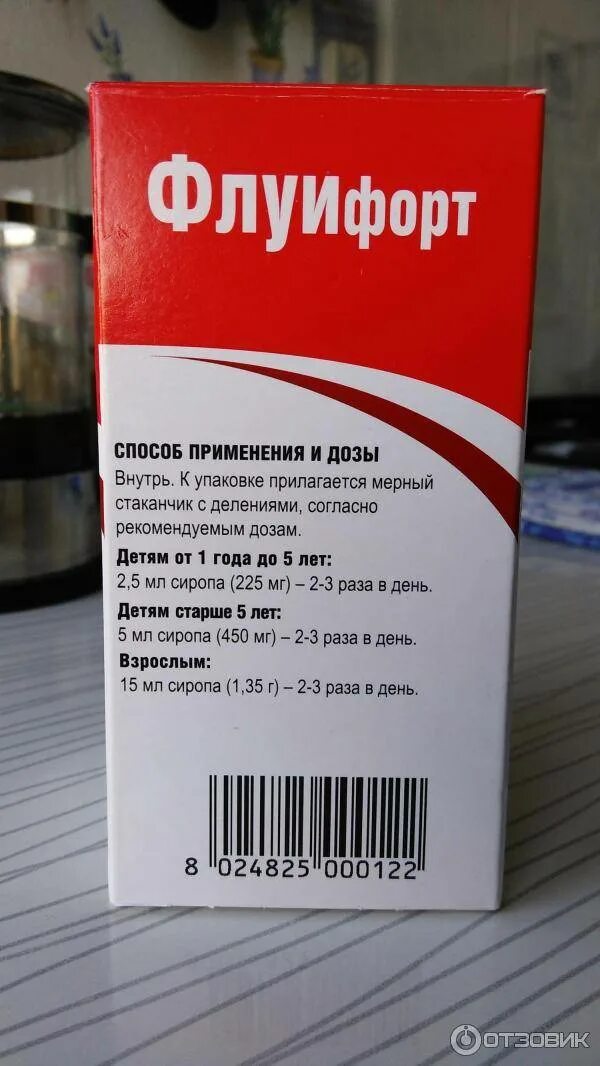 ФЛУИфорт
СПОСОБ ПРИМЕНЕНИЯ И ДОЗЫ
Внутрь. К упаковке прилагается мерный
стаканчик с делениями, согласно
рекомендуемым дозам.
Детям от 1 года до 5 лет:
2,5 мл сиропа (225 мг) – 2-3 раза в день.
Детям старше 5 лет:
5 мл сиропа (450 мг) – 2-3 раза в день.
Взрослым:
15 мл сиропа (1,35 г) – 2-3 раза в день.
8 024825 000122
ОТЗОВИК